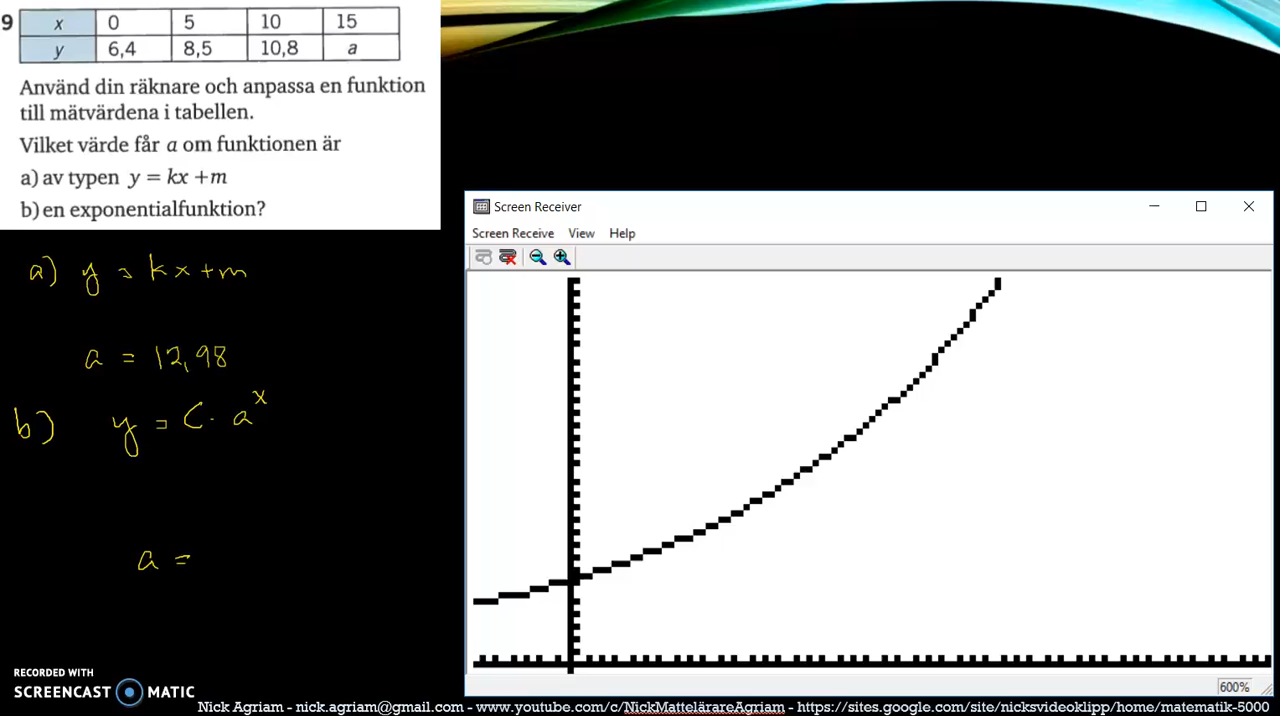 9
x 0 5 10 15
y 6,4 8,5 10,8 a
Använd din räknare och anpassa en funktion
till mätvärdena i tabellen.
Vilket värde får a om funktionen är
a) av typen y = kx + m
b) en exponentialfunktion?
a) y = kx + m
a = 12,98
b) y = C · a^x
a =
Screen Receiver
Screen Receive View Help
600%
RECORDED WITH
SCREENCAST MATIC
Nick Agriam - nick.agriam@gmail.com - www.youtube.com/c/NickMattelärareAgriam - https://sites.google.com/site/nicksvideoklipp/home/matematik-5000